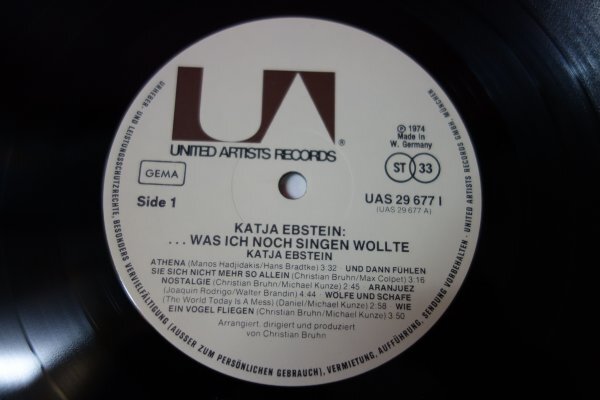 UA
UNITED ARTISTS RECORDS ®
℗ 1974
Made in
W. Germany
GEMA
ST 33
Side 1
UAS 29 677 I
(UAS 29 677 A)
KATJA EBSTEIN:
. . . WAS ICH NOCH SINGEN WOLLTE
KATJA EBSTEIN
ATHENA (Manos Hadjidakis/Hans Bradtke) 3:32 · UND DANN FÜHLEN
SIE SICH NICHT MEHR SO ALLEIN (Christian Bruhn/Max Colpet) 3:16
NOSTALGIE (Christian Bruhn/Michael Kunze) 2:45 · ARANJUEZ
(Joaquin Rodrigo/Walter Brandin) 4:44 · WÖLFE UND SCHAFE
(The World Today Is A Mess) (Daniel/Michael Kunze) 2:58 · WIE
EIN VOGEL FLIEGEN (Christian Bruhn/Michael Kunze) 3:50
Arrangiert, dirigiert und produziert
von Christian Bruhn
URHEBER- UND LEISTUNGSSCHUTZRECHTE, BESONDERS VERVIELFÄLTIGUNG (AUSSER ZUM PERSÖNLICHEN GEBRAUCH), VERMIETUNG, AUFFÜHRUNG, SENDUNG VORBEHALTEN · UNITED ARTISTS RECORDS GMBH, MÜNCHEN